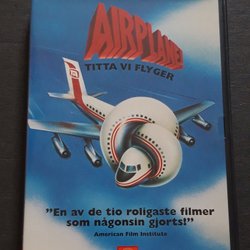 AIRPLANE!
TITTA VI FLYGER
"En av de tio roligaste filmer
som någonsin gjorts!"
American Film Institute